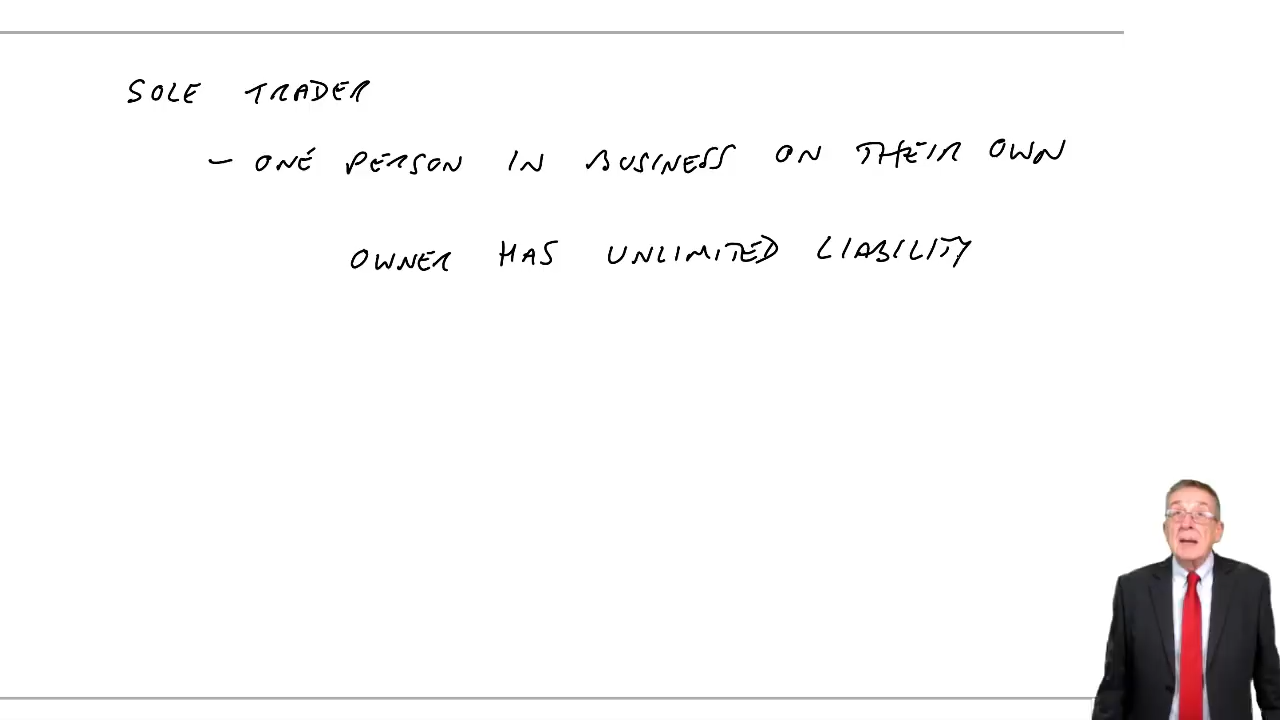 SOLE TRADER
- ONE PERSON IN BUSINESS ON THEIR OWN
OWNER HAS UNLIMITED LIABILITY